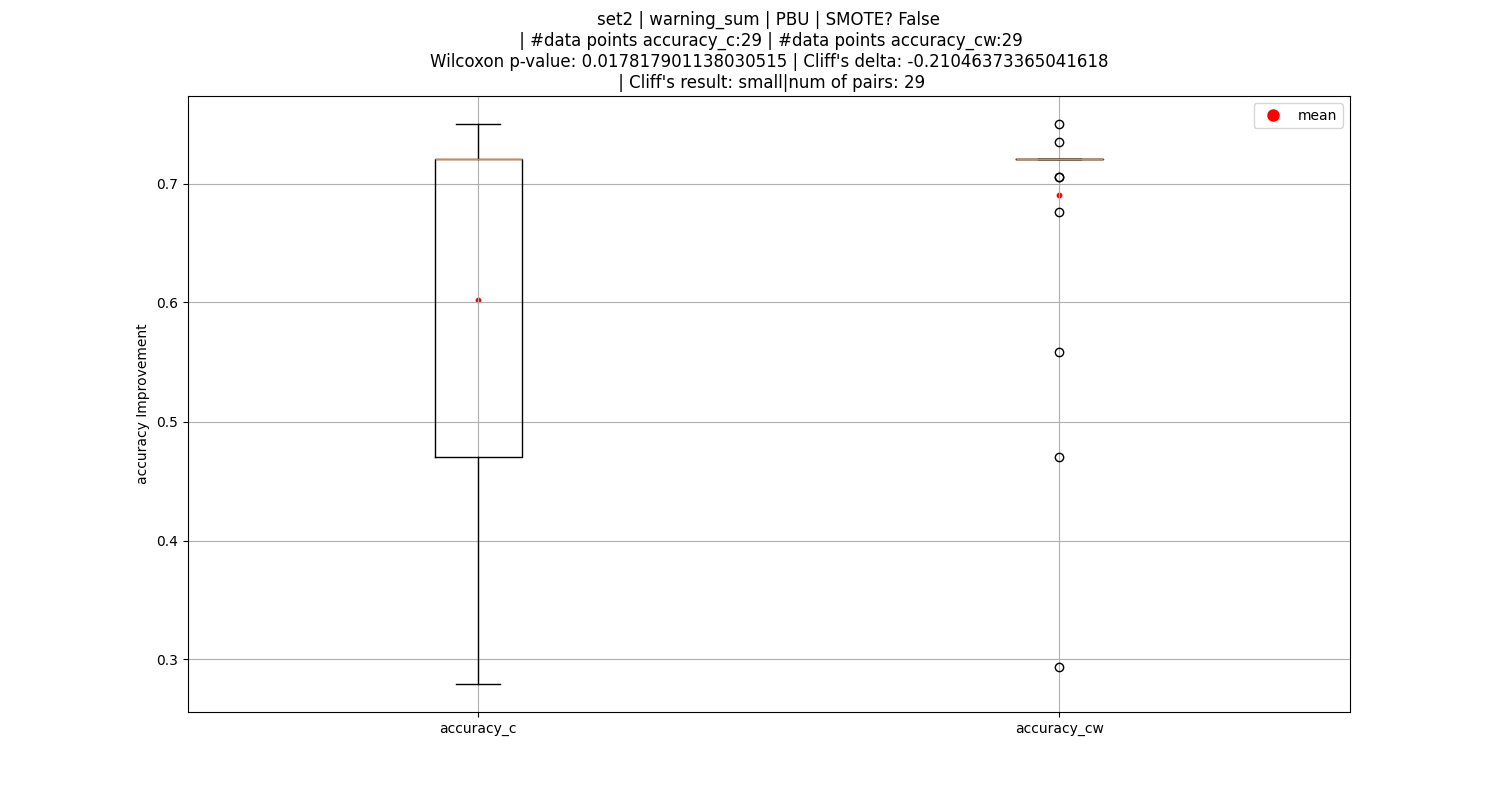 set2 | warning_sum | PBU | SMOTE? False
| #data points accuracy_c:29 | #data points accuracy_cw:29
Wilcoxon p-value: 0.017817901138030515 | Cliff's delta: -0.21046373365041618
| Cliff's result: small|num of pairs: 29
mean
0.7
0.6
0.5
0.4
0.3
accuracy Improvement
accuracy_c
accuracy_cw